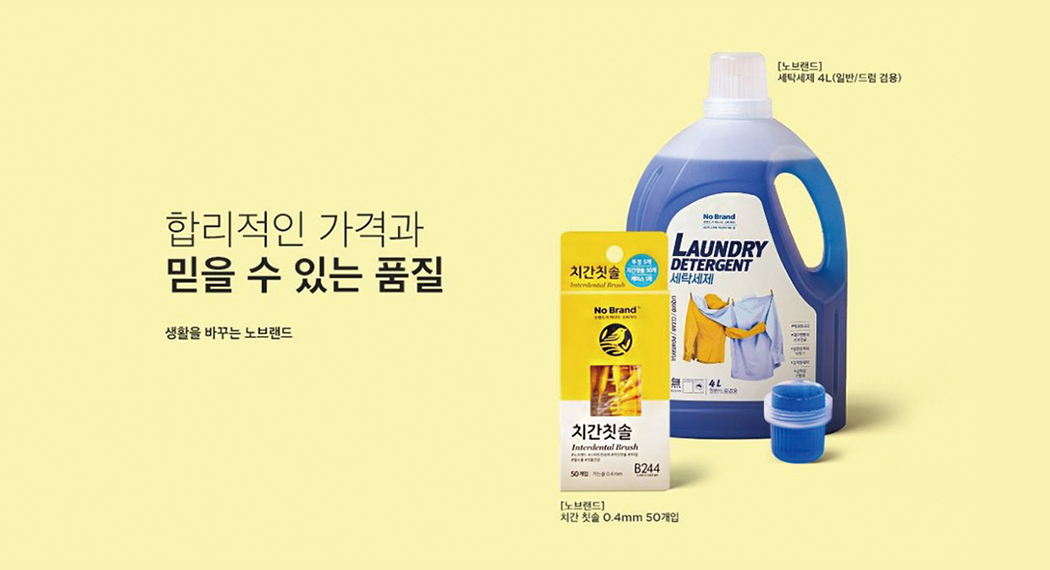 합리적인 가격과
믿을 수 있는 품질
생활을 바꾸는 노브랜드
[노브랜드]
세탁세제 4L(일반/드럼 겸용)
No Brand
LAUNDRY
DETERGENT
세탁세제
LIQUID / CLEAR / POWERFUL
4 L
치간칫솔
Interdental Brush
No Brand
치간칫솔
Interdental Brush
50개입
B244
[노브랜드]
치간 칫솔 0.4mm 50개입